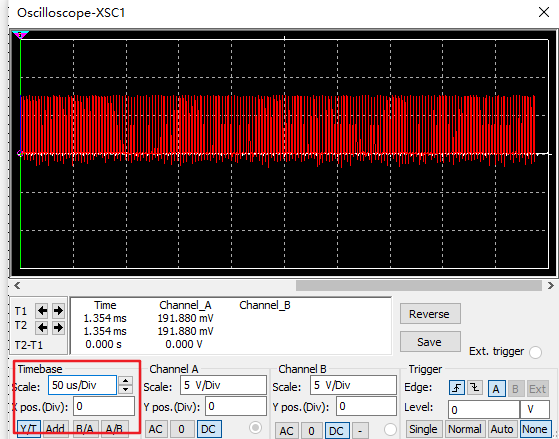 Oscilloscope-XSC1
Time Channel_A Channel_B
T1 1.354 ms 191.880 mV
T2 1.354 ms 191.880 mV
T2-T1 0.000 s 0.000 V
Reverse
Save
Ext. trigger
Timebase
Scale: 50 us/Div
X pos.(Div): 0
Y/T Add B/A A/B
Channel A
Scale: 5 V/Div
Y pos.(Div): 0
AC 0 DC
Channel B
Scale: 5 V/Div
Y pos.(Div): 0
AC 0 DC -
Trigger
Edge: A B Ext
Level: 0 V
Single Normal Auto None